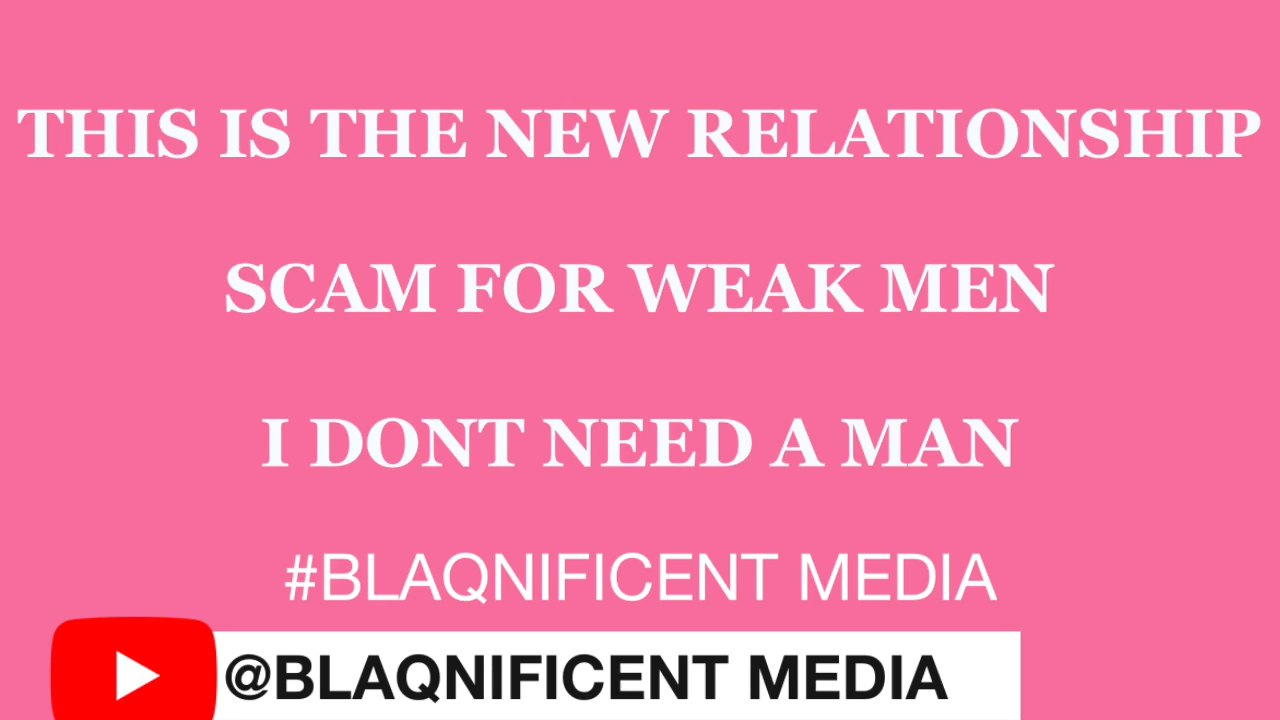 THIS IS THE NEW RELATIONSHIP
SCAM FOR WEAK MEN
I DONT NEED A MAN
#BLAQNIFICENT MEDIA
@BLAQNIFICENT MEDIA